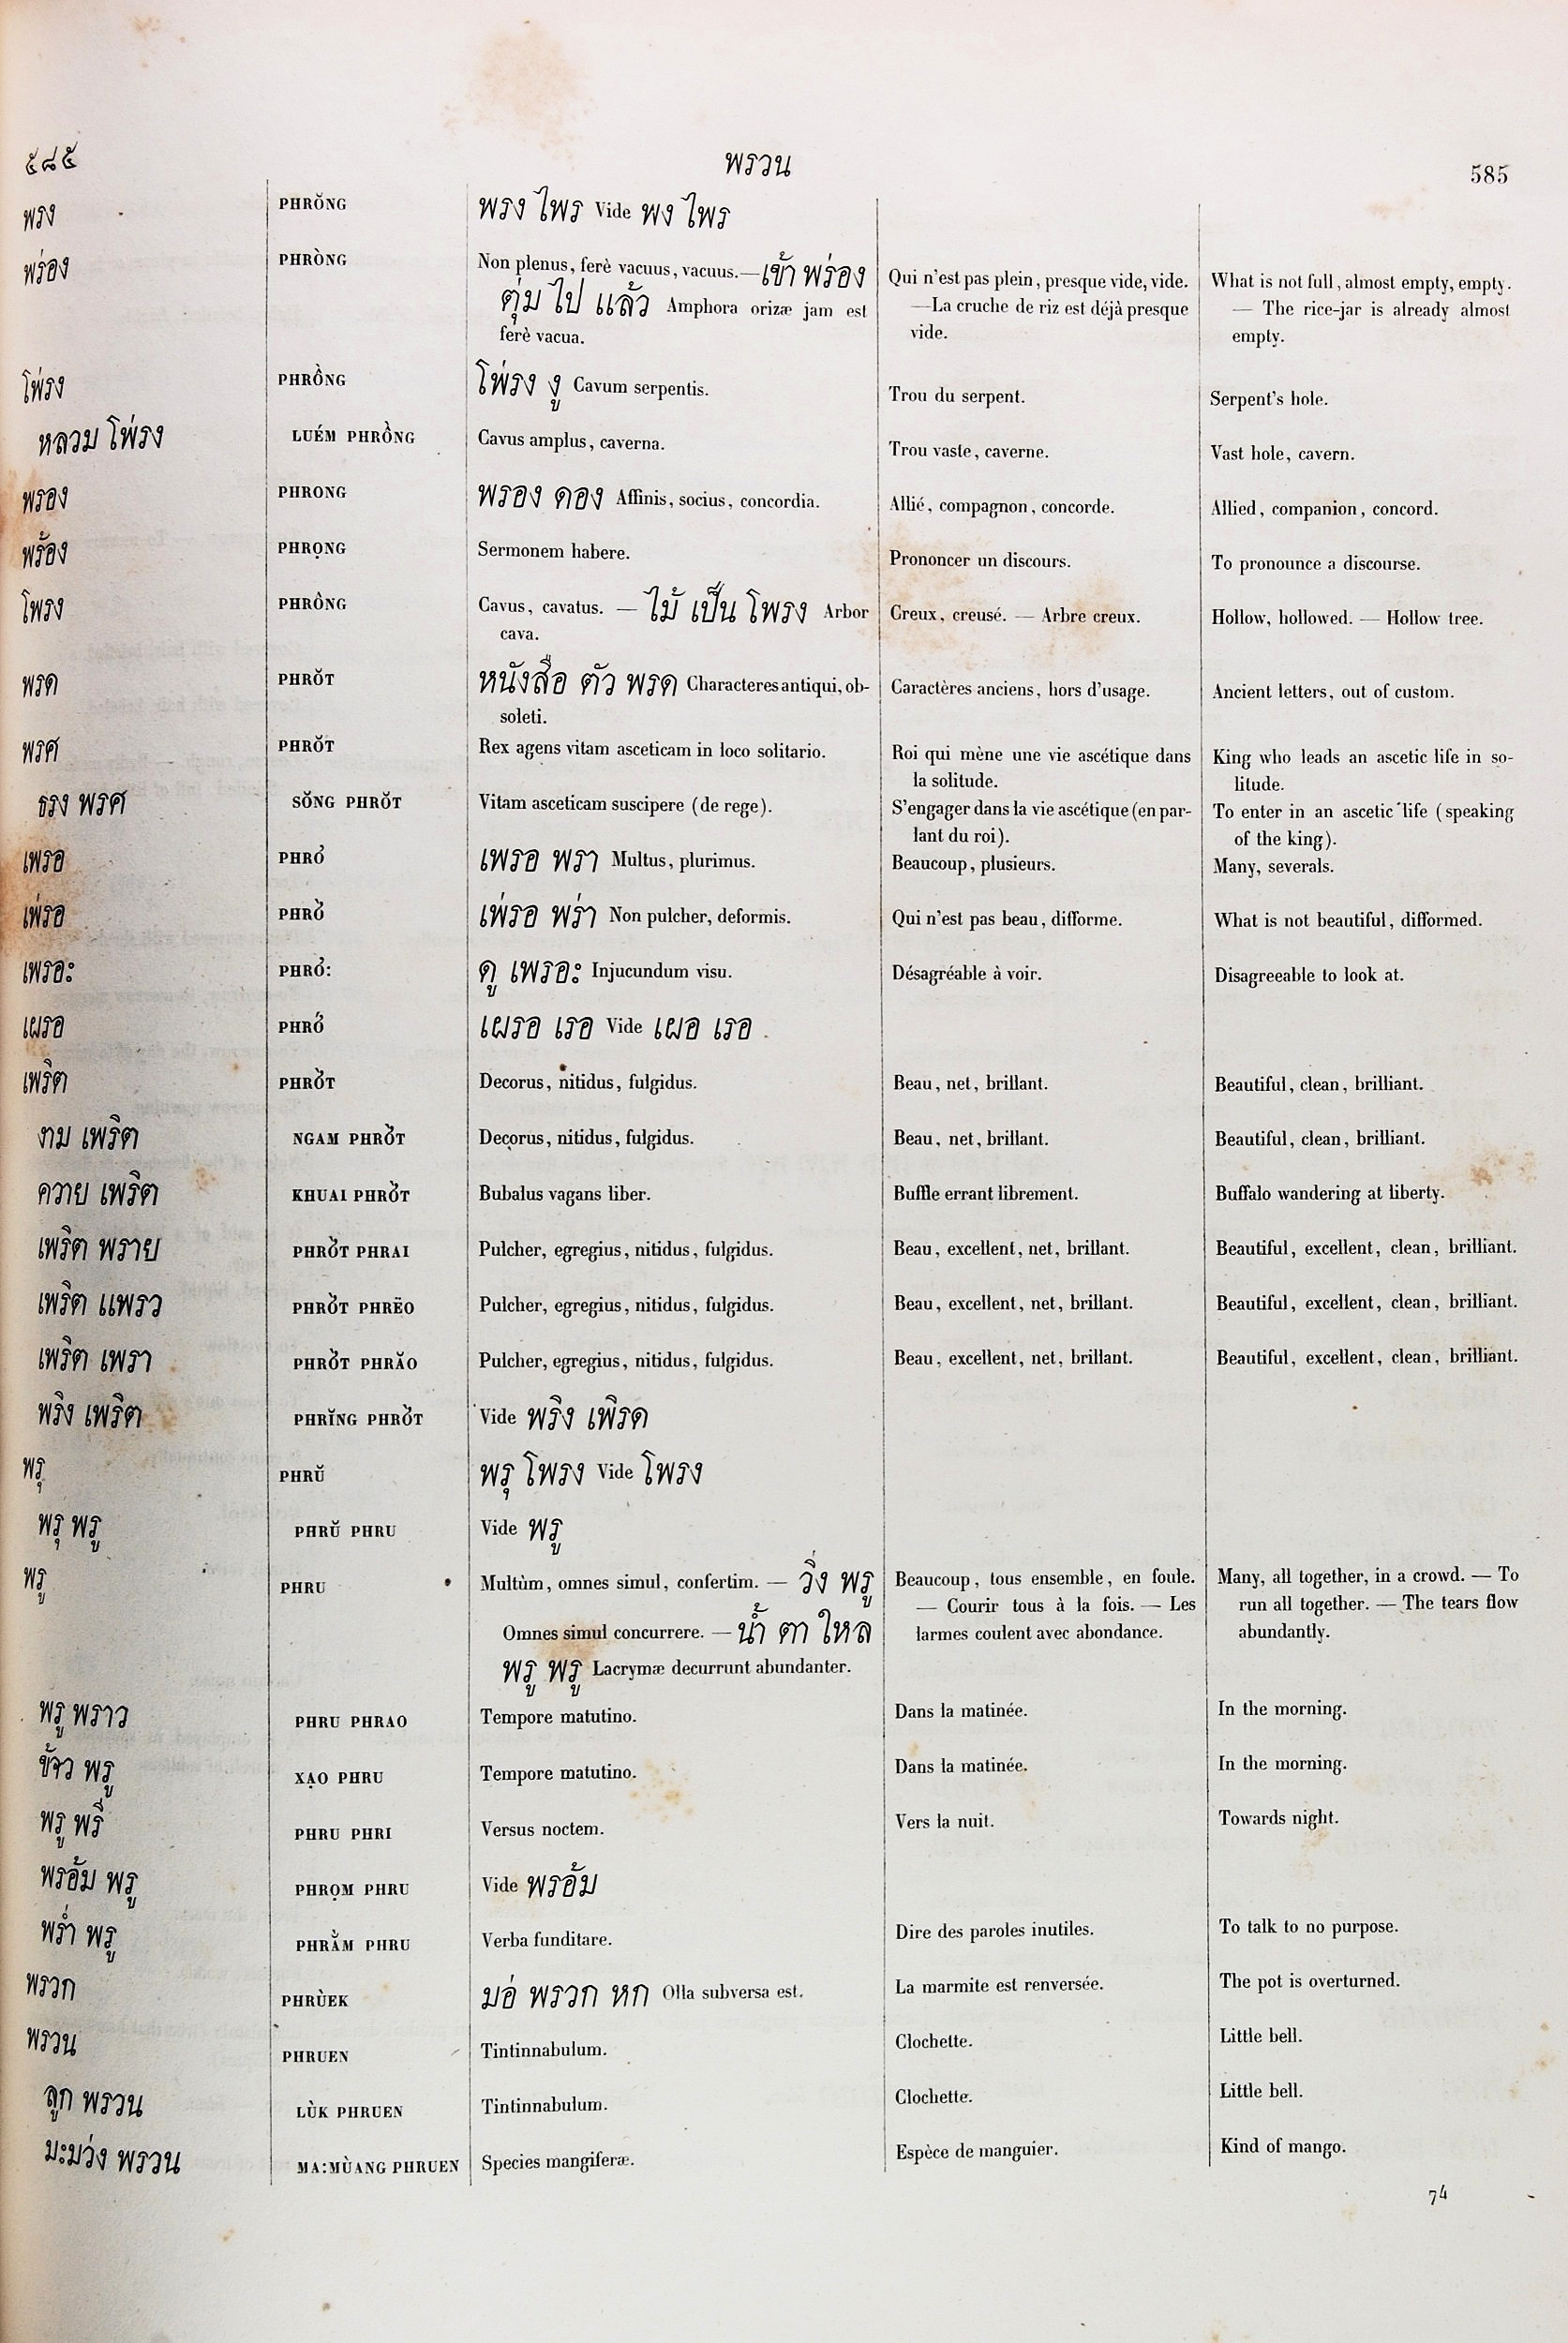 ๕๘๕ พรวน 585
พรง PHRŎNG พรง ไพร Vide พง ไพร
พร่อง PHRÒNG Non plenus, ferè vacuus, vacuus.—เข้า พร่อง Qui n'est pas plein, presque vide, vide. What is not full, almost empty, empty.
ตุ่ม ไป แล้ว Amphora orizæ jam est —La cruche de riz est déjà presque — The rice-jar is already almost
ferè vacua. vide. empty.
โพ่รง PHRỒNG โพ่รง งู Cavum serpentis. Trou du serpent. Serpent's hole.
หลวม โพ่รง LUÉM PHRỒNG Cavus amplus, caverna. Trou vaste, caverne. Vast hole, cavern.
พรอง PHRONG พรอง ดอง Affinis, socius, concordia. Allié, compagnon, concorde. Allied, companion, concord.
พร้อง PHRỌNG Sermonem habere. Prononcer un discours. To pronounce a discourse.
โพรง PHRÔNG Cavus, cavatus. — ไม้ เป็น โพรง Arbor Creux, creusé. — Arbre creux. Hollow, hollowed. — Hollow tree.
cava.
พรด PHRŎT หนังสือ ตัว พรด Characteres antiqui, ob- Caractères anciens, hors d'usage. Ancient letters, out of custom.
soleti.
พรศ PHRŎT Rex agens vitam asceticam in loco solitario. Roi qui mène une vie ascétique dans King who leads an ascetic life in so-
la solitude. litude.
ธรง พรศ SŎNG PHRŎT Vitam asceticam suscipere (de rege). S'engager dans la vie ascétique (en par- To enter in an ascetic life (speaking
lant du roi). of the king).
เพรอ PHRỎ เพรอ พรา Multus, plurimus. Beaucoup, plusieurs. Many, severals.
เพ่รอ PHRỎ̀ เพ่รอ พร่า Non pulcher, deformis. Qui n'est pas beau, difforme. What is not beautiful, difformed.
เพรอะ PHRỎ: ดู เพรอะ Injucundum visu. Désagréable à voir. Disagreeable to look at.
เผรอ PHRỎ́ เผรอ เรอ Vide เผอ เรอ
เพริต PHRỎ̆T Decorus, nitidus, fulgidus. Beau, net, brillant. Beautiful, clean, brilliant.
งาม เพริต NGAM PHRỎ̆T Decorus, nitidus, fulgidus. Beau, net, brillant. Beautiful, clean, brilliant.
ควาย เพริต KHUAI PHRỎ̆T Bubalus vagans liber. Buffle errant librement. Buffalo wandering at liberty.
เพริต พราย PHRỎ̆T PHRAI Pulcher, egregius, nitidus, fulgidus. Beau, excellent, net, brillant. Beautiful, excellent, clean, brilliant.
เพริต แพรว PHRỎ̆T PHRËO Pulcher, egregius, nitidus, fulgidus. Beau, excellent, net, brillant. Beautiful, excellent, clean, brilliant.
เพริต เพรา PHRỎ̆T PHRĂO Pulcher, egregius, nitidus, fulgidus. Beau, excellent, net, brillant. Beautiful, excellent, clean, brilliant.
พริง เพริต PHRĬNG PHRỎ̆T Vide พริง เพิรด
พรุ PHRŬ พรุ โพรง Vide โพรง
พรุ พรู PHRŬ PHRU Vide พรู
พรู PHRU Multùm, omnes simul, confertim. — วิ่ง พรู Beaucoup, tous ensemble, en foule. Many, all together, in a crowd. — To
Omnes simul concurrere. — น้ำ ตา ใหล — Courir tous à la fois. — Les run all together. — The tears flow
พรู พรู Lacrymæ decurrunt abundanter. larmes coulent avec abondance. abundantly.
พรู พราว PHRU PHRAO Tempore matutino. Dans la matinée. In the morning.
ช้าว พรู XẠO PHRU Tempore matutino. Dans la matinée. In the morning.
พรู พรี PHRU PHRI Versus noctem. Vers la nuit. Towards night.
พรอ้ม พรู PHRỌM PHRU Vide พรอ้ม
พร่ำ พรู PHRẰM PHRU Verba funditare. Dire des paroles inutiles. To talk to no purpose.
พรวก PHRÙEK มอ่ พรวก หก Olla subversa est. La marmite est renversée. The pot is overturned.
พรวน PHRUEN Tintinnabulum. Clochette. Little bell.
ลูก พรวน LÙK PHRUEN Tintinnabulum. Clochette. Little bell.
มะมว่ง พรวน MA:MÙANG PHRUEN Species mangiferæ. Espèce de manguier. Kind of mango.
74